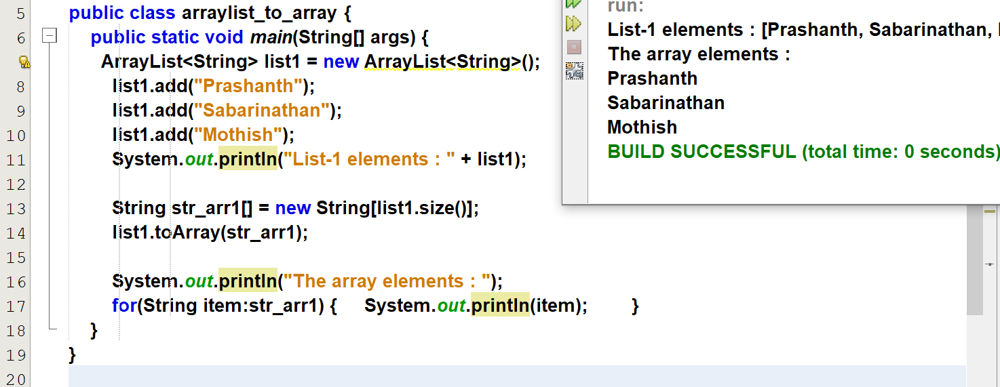 5 public class arraylist_to_array {
6 public static void main(String[] args) {
ArrayList<String> list1 = new ArrayList<String>();
8 list1.add("Prashanth");
9 list1.add("Sabarinathan");
10 list1.add("Mothish");
11 System.out.println("List-1 elements : " + list1);
12
13 String str_arr1[] = new String[list1.size()];
14 list1.toArray(str_arr1);
15
16 System.out.println("The array elements : ");
17 for(String item:str_arr1) { System.out.println(item); }
18 }
19 }
20
run:
List-1 elements : [Prashanth, Sabarinathan,
The array elements :
Prashanth
Sabarinathan
Mothish
BUILD SUCCESSFUL (total time: 0 seconds)